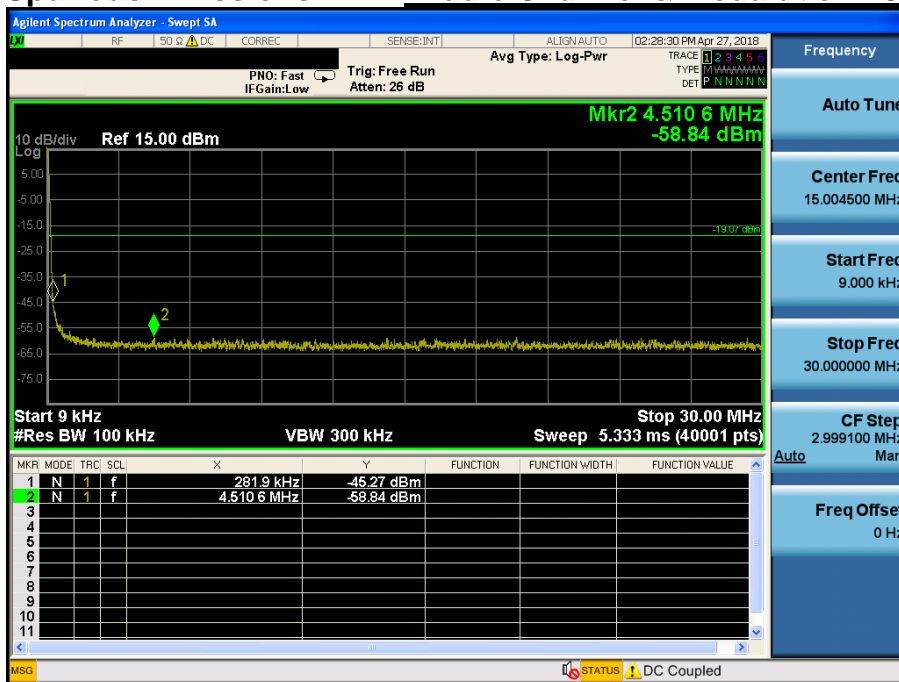 Agilent Spectrum Analyzer - Swept SA
LXI RF 50 Ω DC CORREC SENSE:INT ALIGN AUTO 02:28:30 PM Apr 27, 2018
Frequency
Avg Type: Log-Pwr TRACE 1 2 3 4 5 6
PNO: Fast Trig: Free Run TYPE M W W W W W
IFGain:Low Atten: 26 dB DET P N N N N N
Auto Tune
Mkr2 4.510 6 MHz
10 dB/div Ref 15.00 dBm -58.84 dBm
Log
5.00
-5.00
-15.0
-19.07 dBm
-25.0
-35.0
1
-45.0
2
-55.0
-65.0
-75.0
Center Freq
15.004500 MHz
Start Freq
9.000 kHz
Stop Freq
30.000000 MHz
Start 9 kHz Stop 30.00 MHz
#Res BW 100 kHz VBW 300 kHz Sweep 5.333 ms (40001 pts)
CF Step
2.999100 MHz
Auto Man
MKR MODE TRC SCL X Y FUNCTION FUNCTION WIDTH FUNCTION VALUE
1 N 1 f 281.9 kHz -45.27 dBm
2 N 1 f 4.510 6 MHz -58.84 dBm
3
4
5
6
7
8
9
10
11
Freq Offset
0 Hz
MSG STATUS DC Coupled